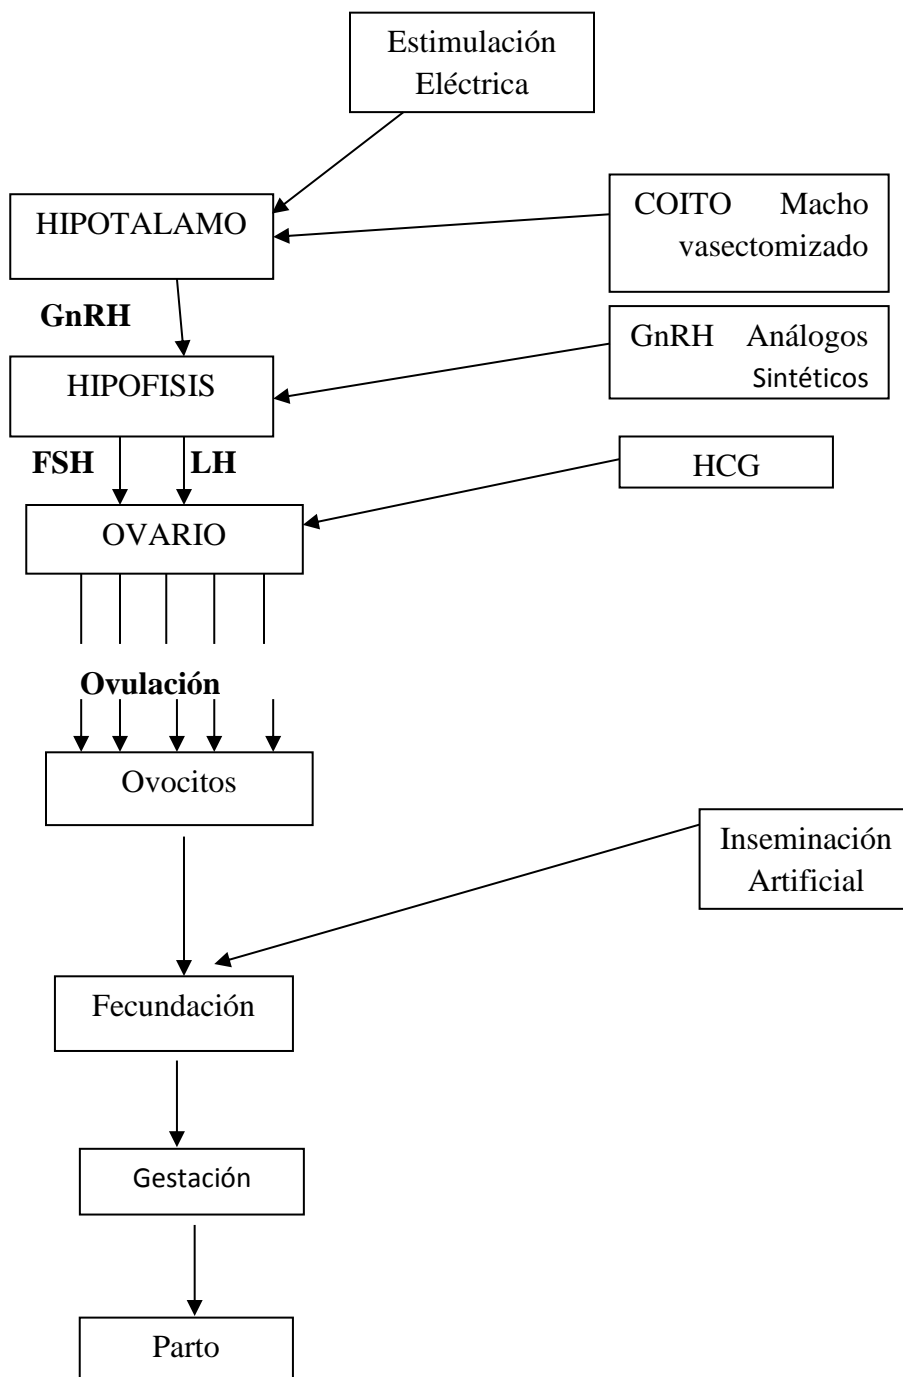 Estimulación
Eléctrica
HIPOTALAMO
COITO Macho
vasectomizado
GnRH
GnRH Análogos
Sintéticos
HIPOFISIS
FSH LH
HCG
OVARIO
Ovulación
Ovocitos
Inseminación
Artificial
Fecundación
Gestación
Parto